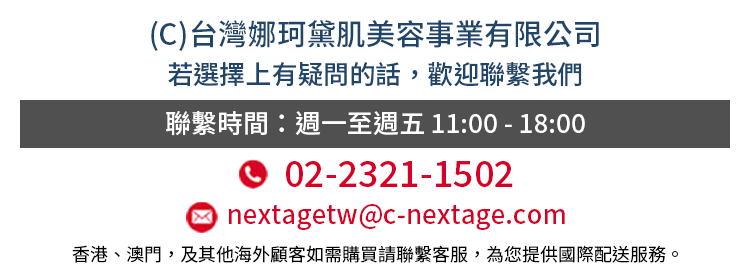 (C)台灣娜珂黛肌美容事業有限公司
若選擇上有疑問的話，歡迎聯繫我們
聯繫時間：週一至週五 11:00 - 18:00
02-2321-1502
nextagetw@c-nextage.com
香港、澳門，及其他海外顧客如需購買請聯繫客服，為您提供國際配送服務。